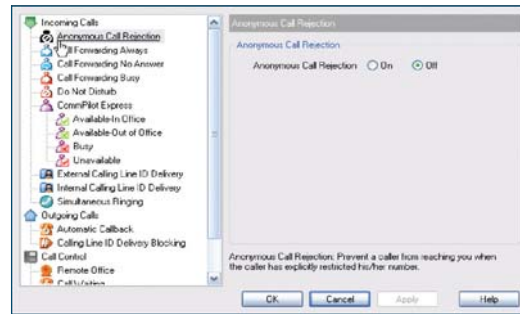 Incoming Calls
Anonymous Call Rejection
Call Forwarding Always
Call Forwarding No Answer
Call Forwarding Busy
Do Not Disturb
CommPilot Express
Available-In Office
Available-Out of Office
Busy
Unavailable
External Calling Line ID Delivery
Internal Calling Line ID Delivery
Simultaneous Ringing
Outgoing Calls
Automatic Callback
Calling Line ID Delivery Blocking
Call Control
Remote Office
Call Waiting
Anonymous Call Rejection
Anonymous Call Rejection
Anonymous Call Rejection On Off
Anonymous Call Rejection: Prevent a caller from reaching you when
the caller has explicitly restricted his/her number.
OK Cancel Apply Help